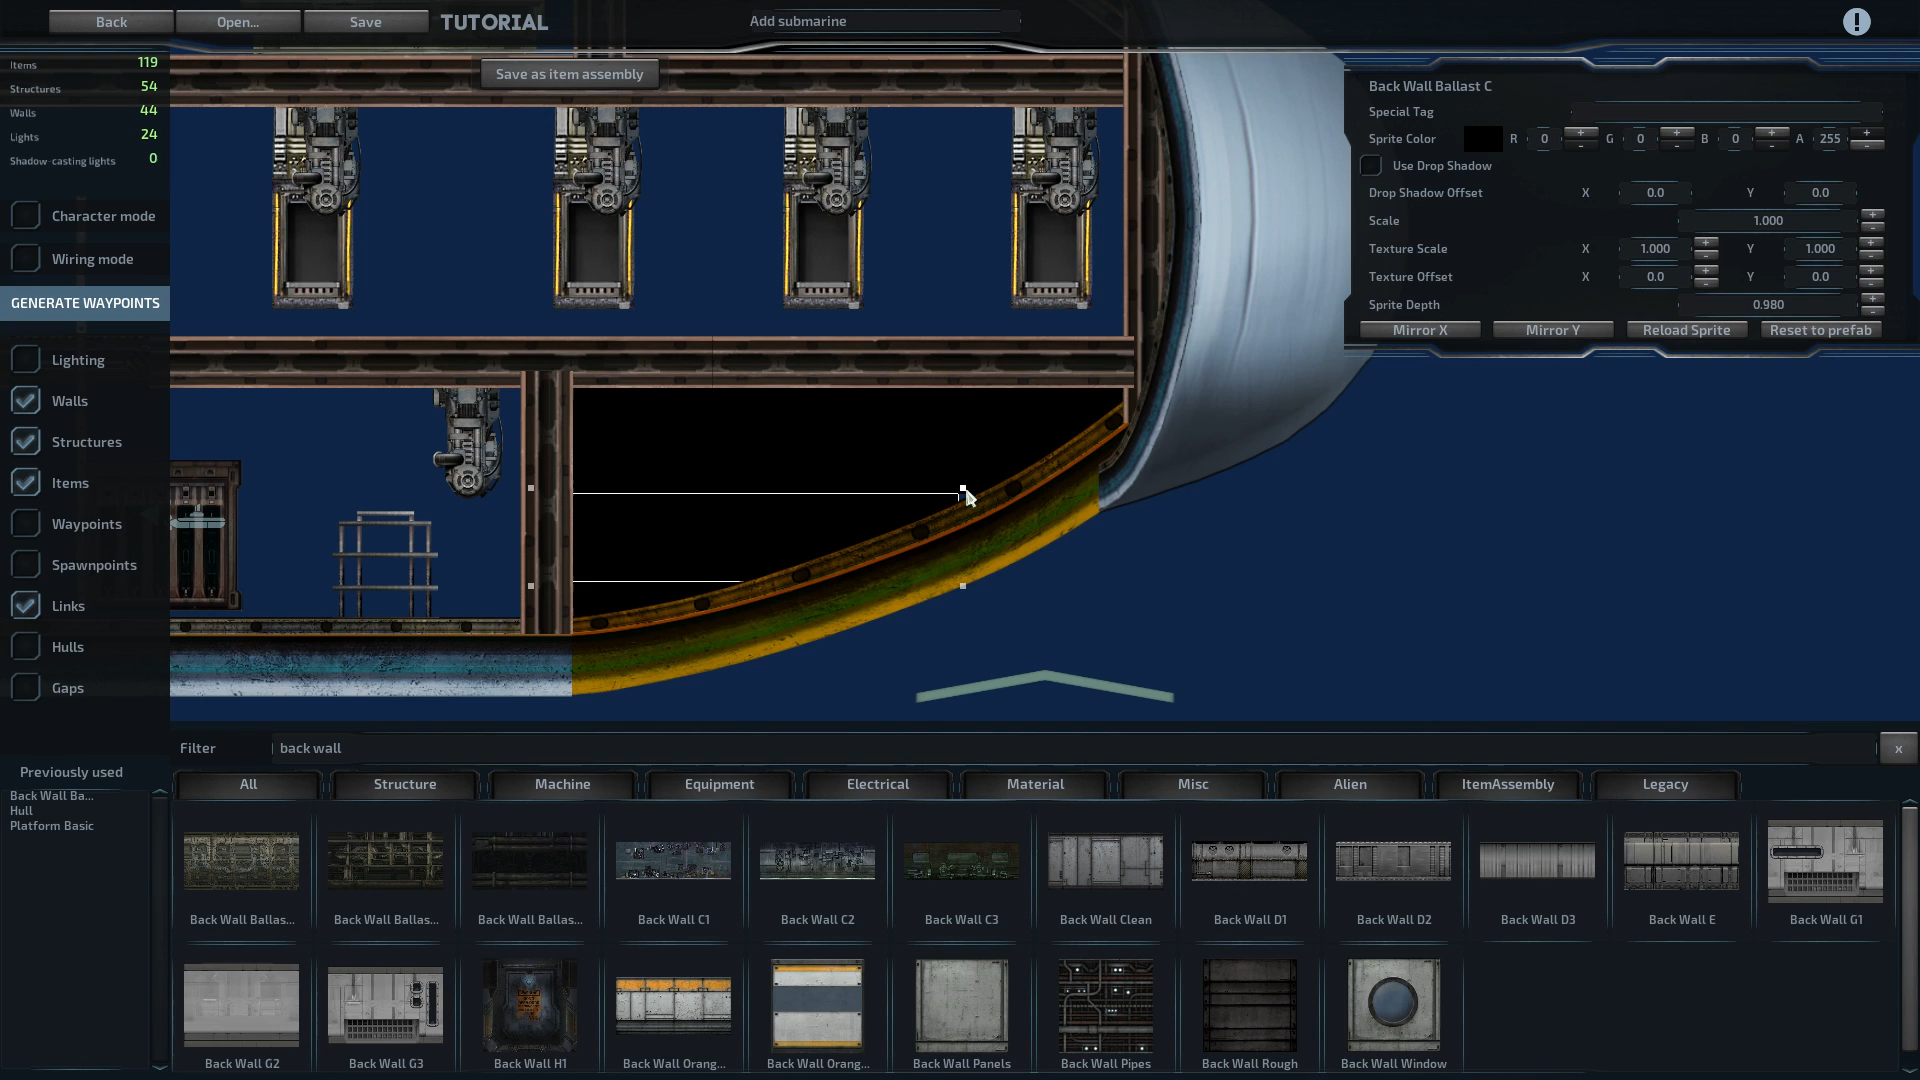 Back
Open...
Save
TUTORIAL
Add submarine
!
Items 119
Structures 54
Walls 44
Lights 24
Shadow-casting lights 0
Save as item assembly
Character mode
Wiring mode
GENERATE WAYPOINTS
Lighting
Walls
Structures
Items
Waypoints
Spawnpoints
Links
Hulls
Gaps
Back Wall Ballast C
Special Tag
Sprite Color R 0 + - G 0 + - B 0 + - A 255 + -
Use Drop Shadow
Drop Shadow Offset X 0.0 Y 0.0
Scale 1.000 + -
Texture Scale X 1.000 + - Y 1.000 + -
Texture Offset X 0.0 + - Y 0.0 + -
Sprite Depth 0.980 + -
Mirror X Mirror Y Reload Sprite Reset to prefab
Filter back wall x
Previously used
Back Wall Ba...
Hull
Platform Basic
All Structure Machine Equipment Electrical Material Misc Alien ItemAssembly Legacy
Back Wall Ballas... Back Wall Ballas... Back Wall Ballas... Back Wall C1 Back Wall C2 Back Wall C3 Back Wall Clean Back Wall D1 Back Wall D2 Back Wall D3 Back Wall E Back Wall G1
Back Wall G2 Back Wall G3 Back Wall H1 Back Wall Orang... Back Wall Orang... Back Wall Panels Back Wall Pipes Back Wall Rough Back Wall Window